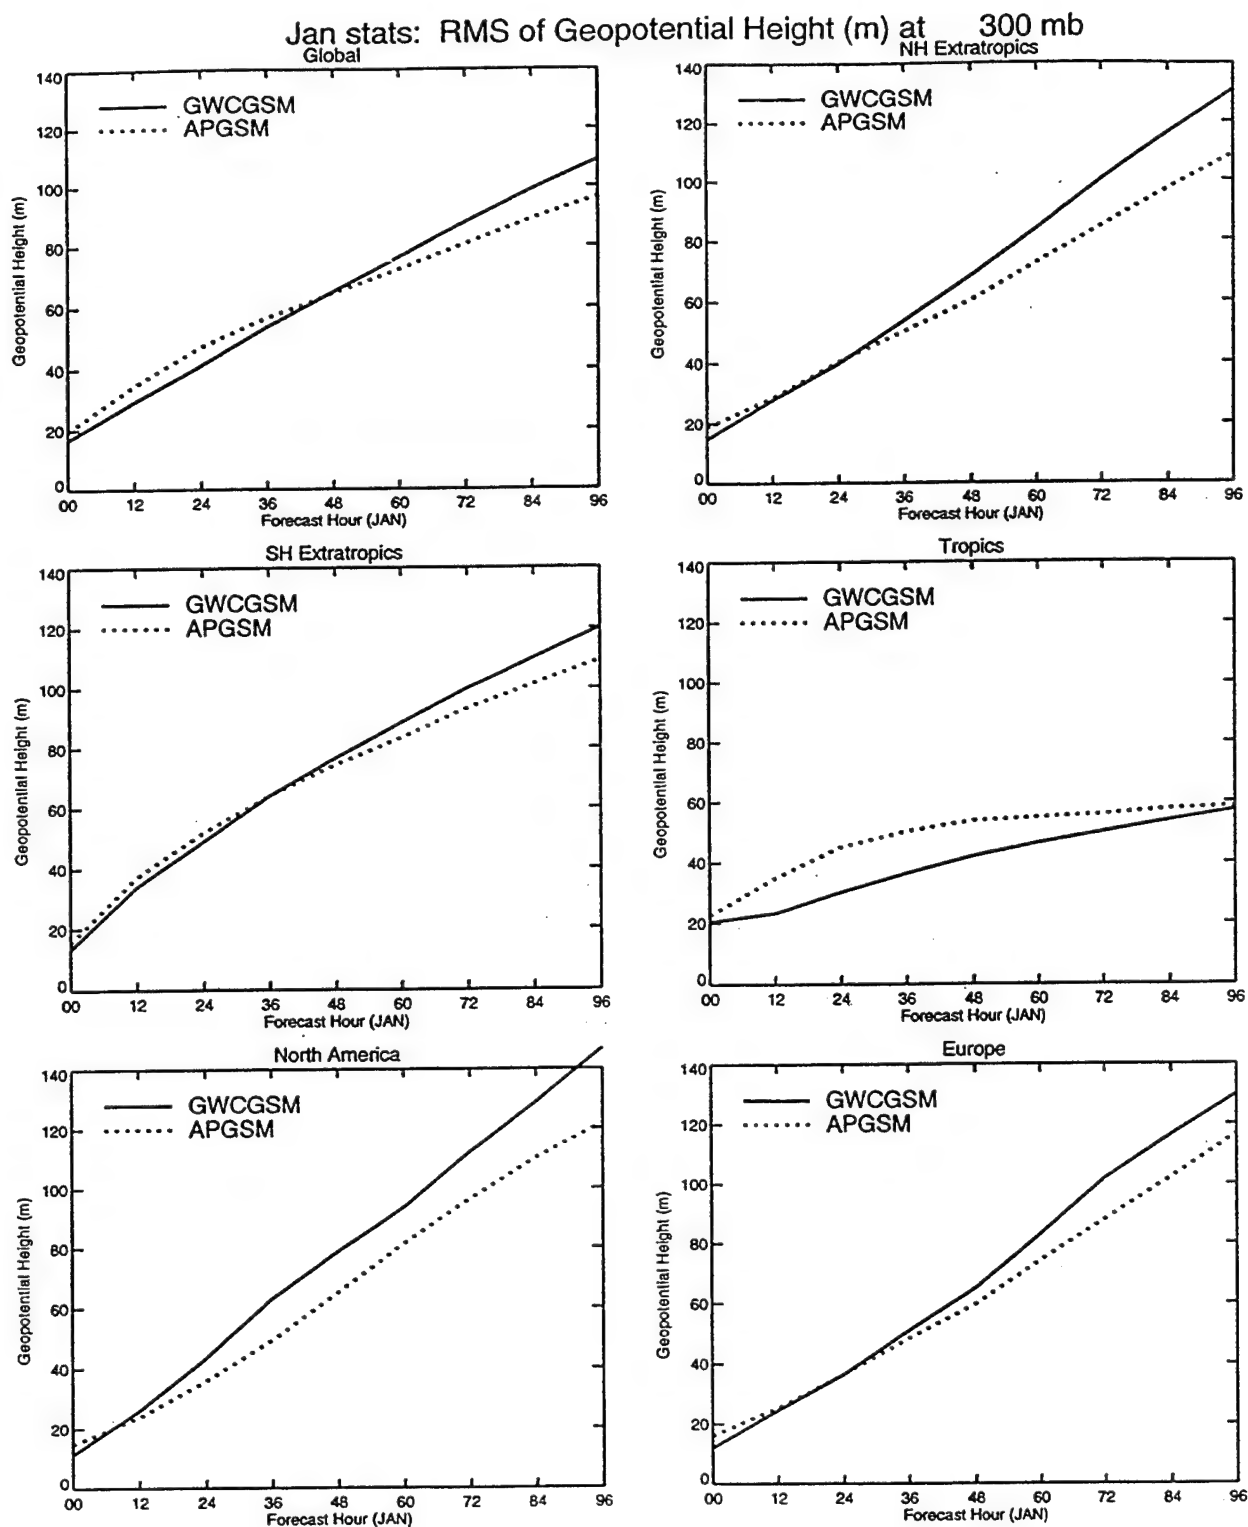 Jan stats: RMS of Geopotential Height (m) at 300 mb
Global
140
120
100
80
60
40
20
0
GWCGSM
APGSM
Geopotential Height (m)
00 12 24 36 48 60 72 84 96
Forecast Hour (JAN)
NH Extratropics
140
120
100
80
60
40
20
0
GWCGSM
APGSM
Geopotential Height (m)
00 12 24 36 48 60 72 84 96
Forecast Hour (JAN)
SH Extratropics
140
120
100
80
60
40
20
0
GWCGSM
APGSM
Geopotential Height (m)
00 12 24 36 48 60 72 84 96
Forecast Hour (JAN)
Tropics
140
120
100
80
60
40
20
0
GWCGSM
APGSM
Geopotential Height (m)
00 12 24 36 48 60 72 84 96
Forecast Hour (JAN)
North America
140
120
100
80
60
40
20
0
GWCGSM
APGSM
Geopotential Height (m)
00 12 24 36 48 60 72 84 96
Forecast Hour (JAN)
Europe
140
120
100
80
60
40
20
0
GWCGSM
APGSM
Geopotential Height (m)
00 12 24 36 48 60 72 84 96
Forecast Hour (JAN)